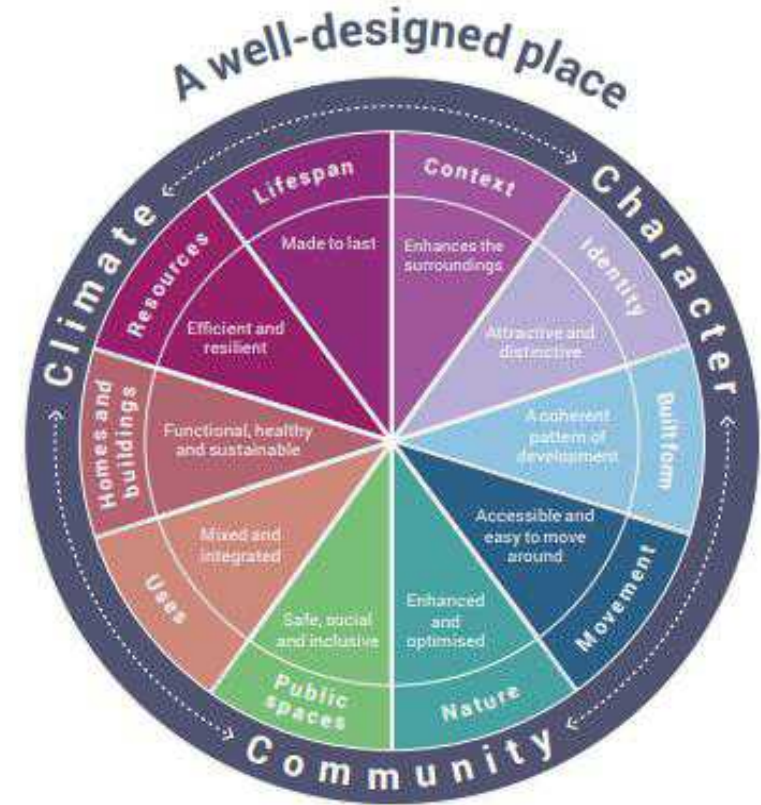 A well-designed place
Climate
Character
Community
Context
Enhances the
surroundings
Identity
Attractive and
distinctive
Built form
A coherent
pattern of
development
Movement
Accessible and
easy to move
around
Nature
Enhanced
and
optimised
Public
spaces
Safe, social
and inclusive
Uses
Mixed and
integrated
Homes and
buildings
Functional, healthy
and sustainable
Resources
Efficient and
resilient
Lifespan
Made to last